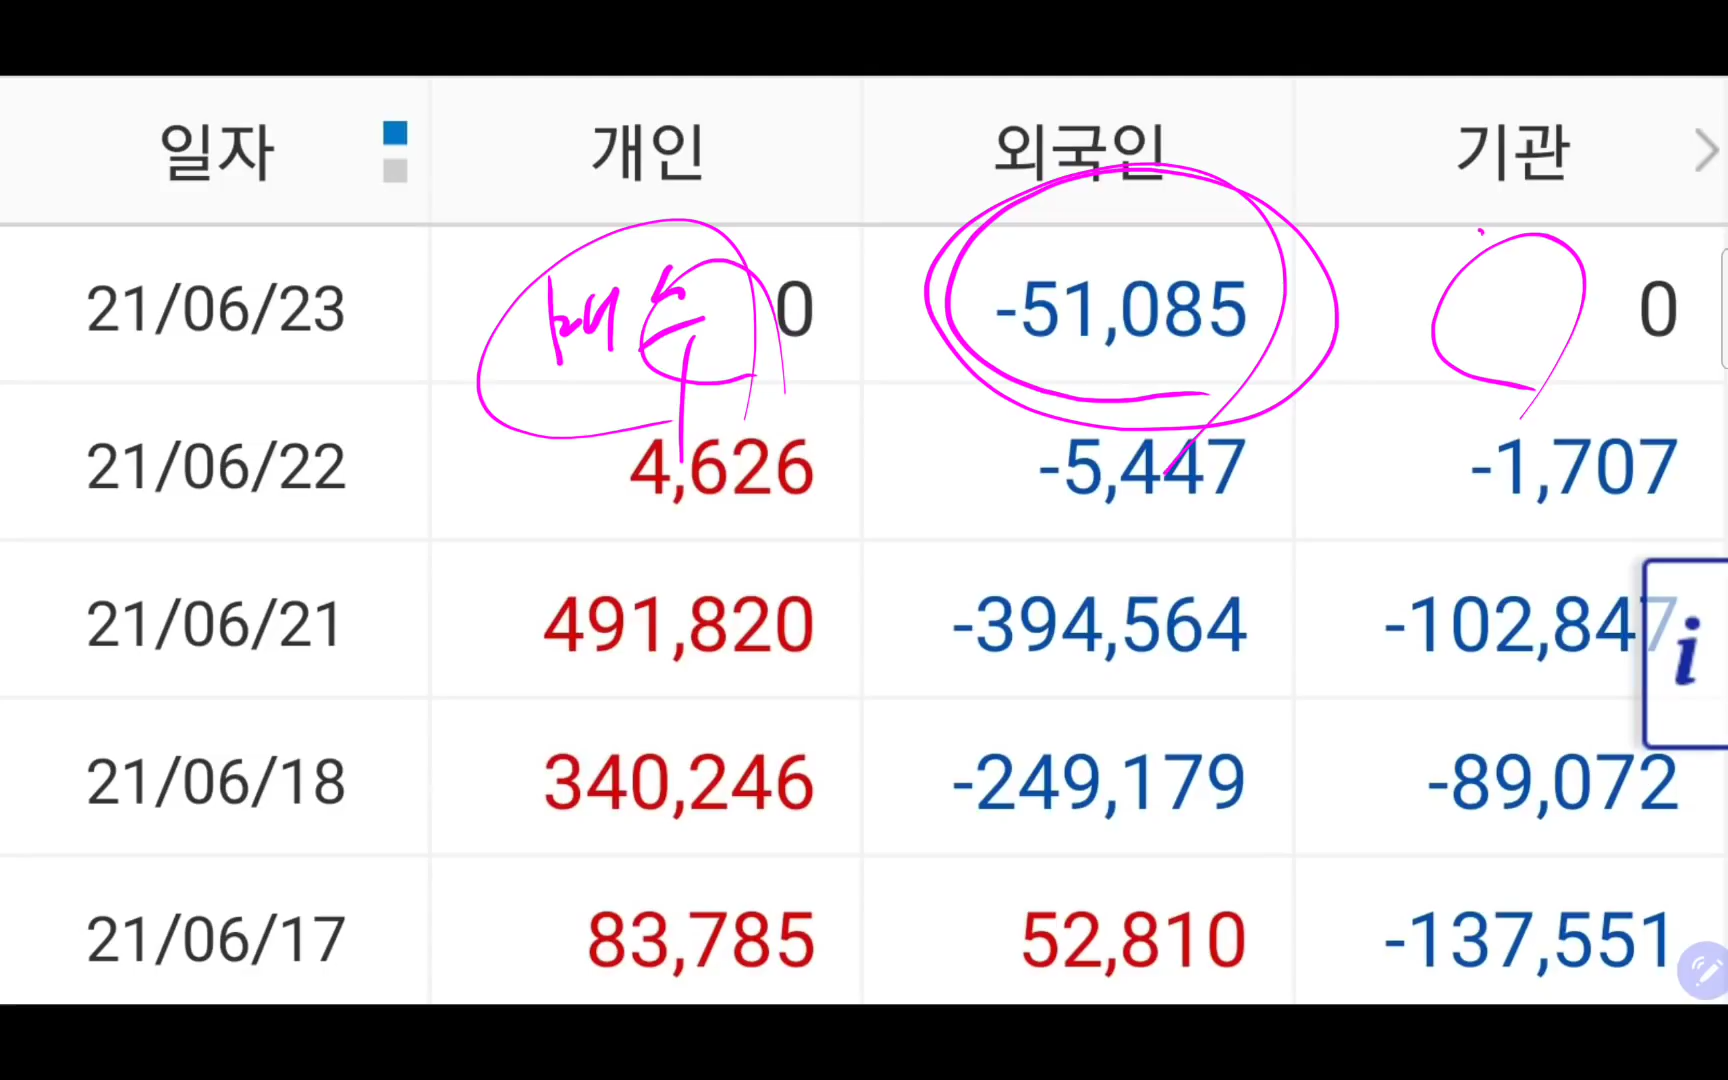 일자 개인 외국인 기관
21/06/23 매수 0 -51,085 0
21/06/22 4,626 -5,447 -1,707
21/06/21 491,820 -394,564 -102,847
i
21/06/18 340,246 -249,179 -89,072
21/06/17 83,785 52,810 -137,551